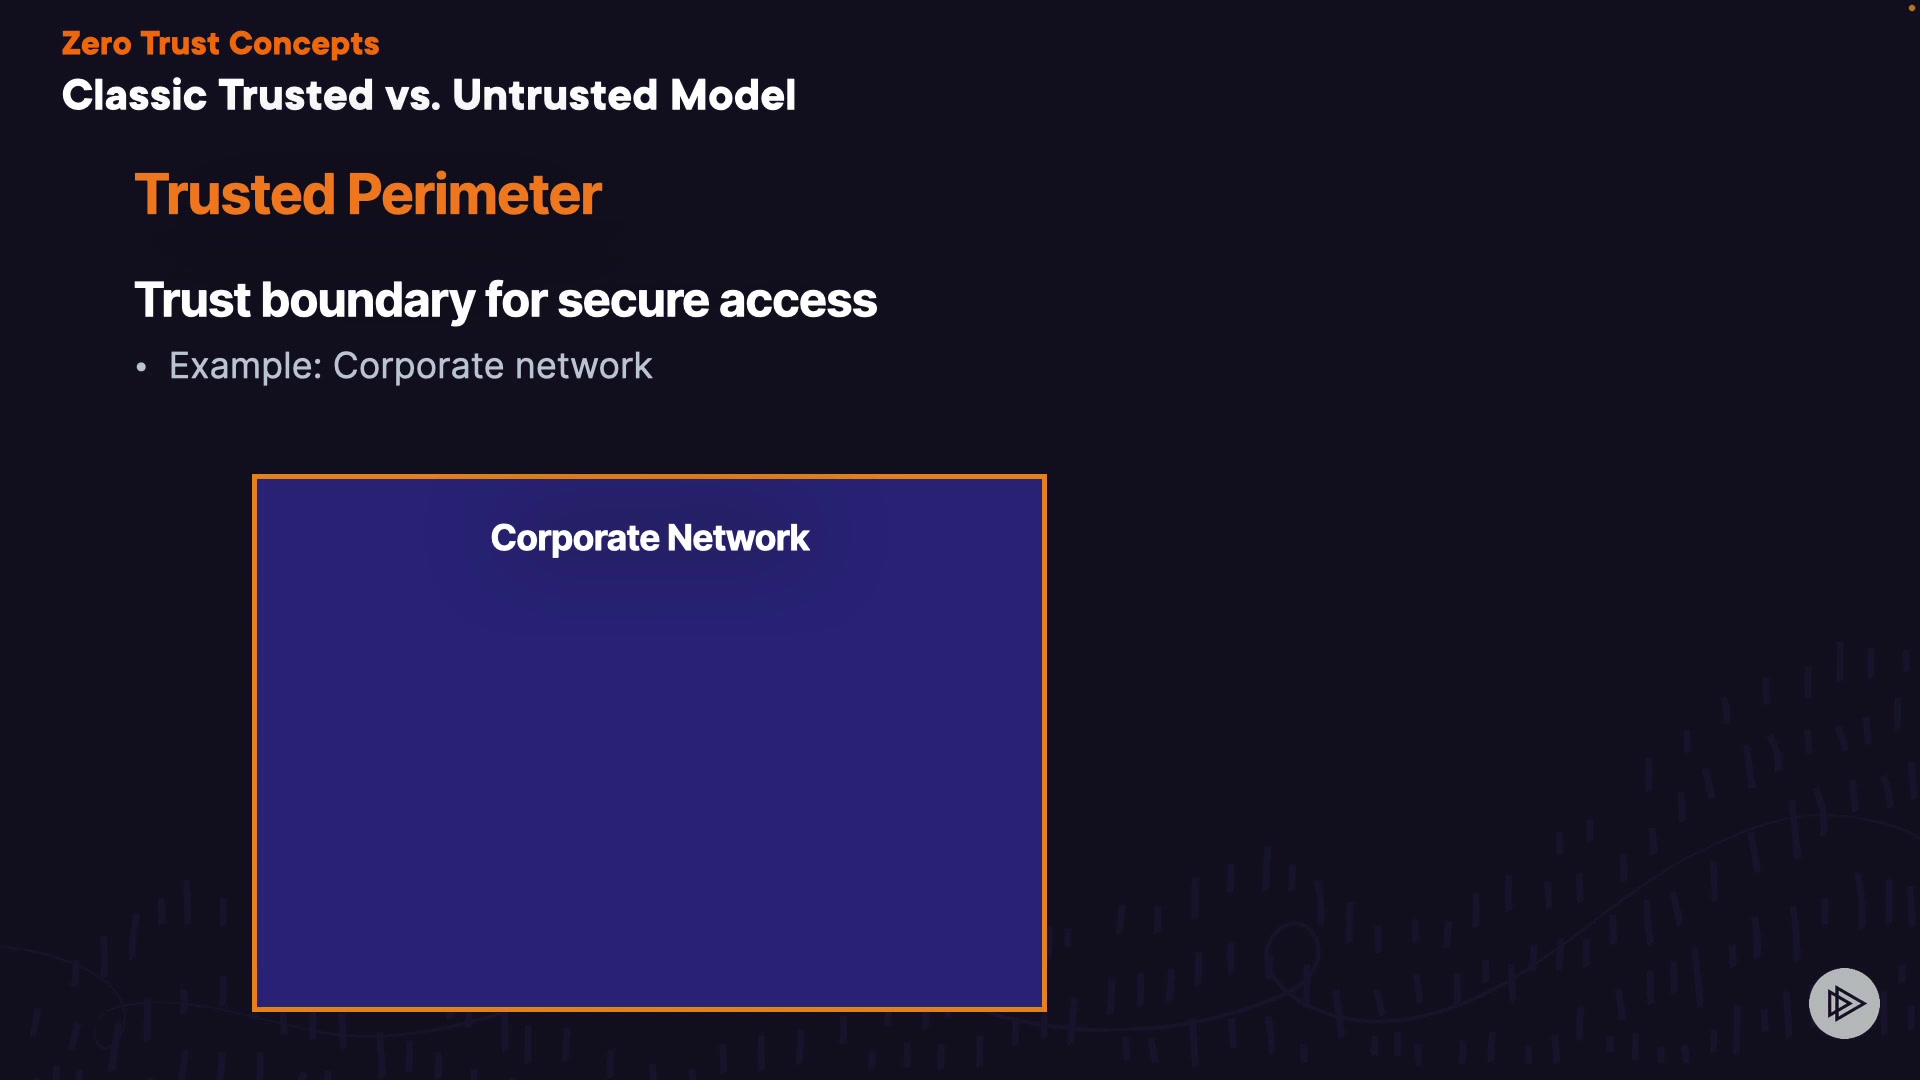 Zero Trust Concepts
Classic Trusted vs. Untrusted Model
Trusted Perimeter
Trust boundary for secure access
• Example: Corporate network
Corporate Network